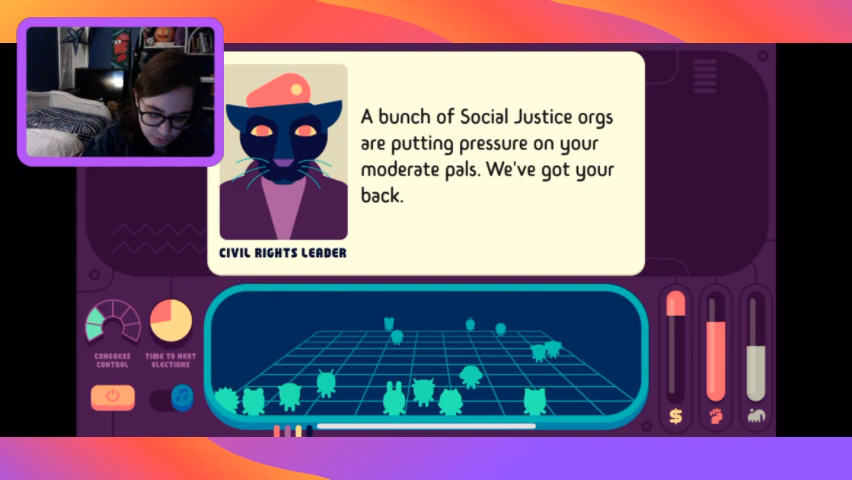 A bunch of Social Justice orgs
are putting pressure on your
moderate pals. We've got your
back.
CIVIL RIGHTS LEADER
CONGRESS
CONTROL
TIME TO NEXT
ELECTIONS
$